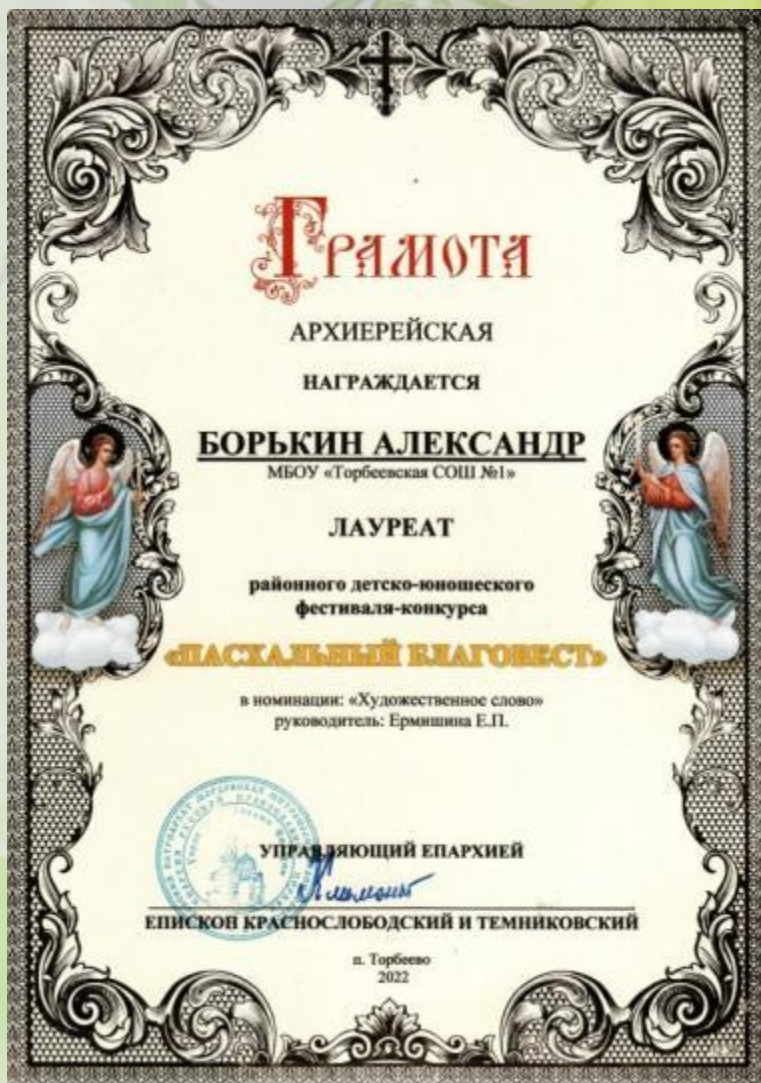 ГРАМОТА
АРХИЕРЕЙСКАЯ
НАГРАЖДАЕТСЯ
БОРЬКИН АЛЕКСАНДР
МБОУ «Торбеевская СОШ №1»
ЛАУРЕАТ
районного детско-юношеского
фестиваля-конкурса
«ПАСХАЛЬНЫЙ БЛАГОВЕСТ»
в номинации: «Художественное слово»
руководитель: Ермишина Е.П.
УПРАВЛЯЮЩИЙ ЕПАРХИЕЙ
Климент
ЕПИСКОП КРАСНОСЛОБОДСКИЙ И ТЕМНИКОВСКИЙ
п. Торбеево
2022